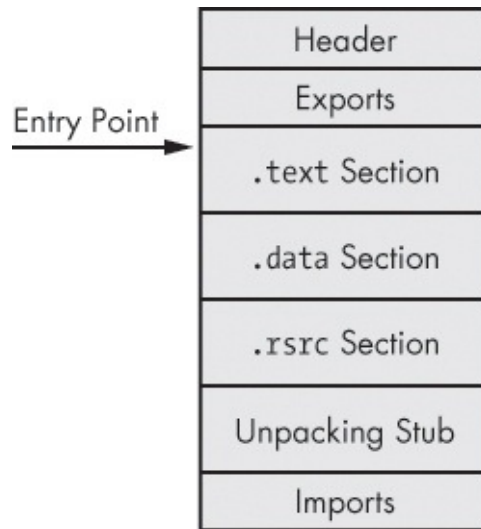 Header
Exports
Entry Point
.text Section
.data Section
.rsrc Section
Unpacking Stub
Imports